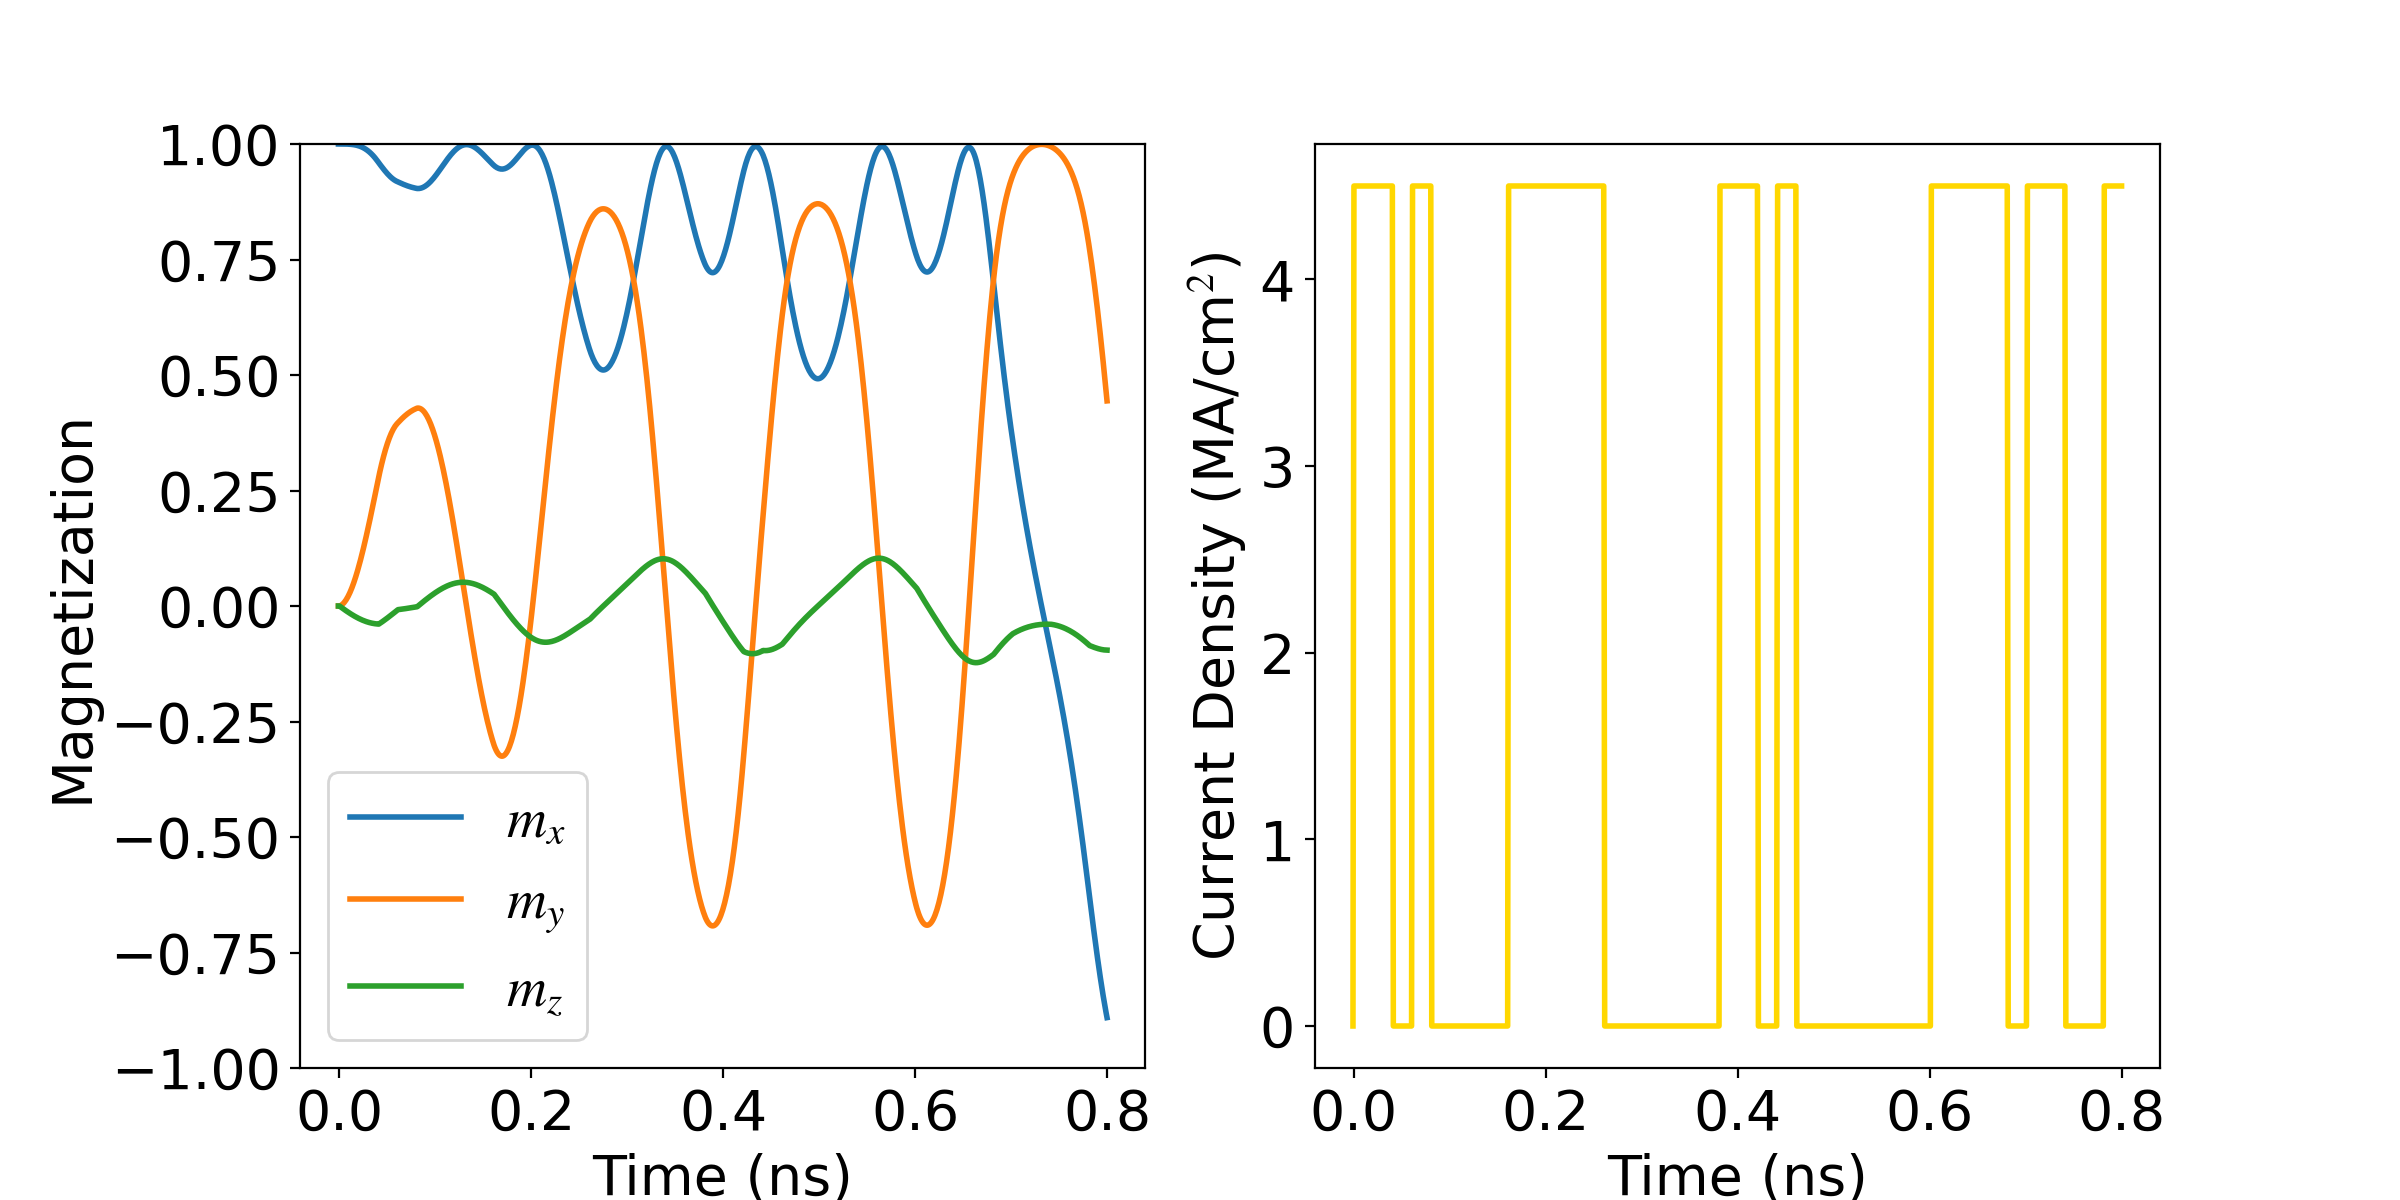 Magnetization
1.00
0.75
0.50
0.25
0.00
−0.25
−0.50
−0.75
−1.00
m_x
m_y
m_z
0.0 0.2 0.4 0.6 0.8
Time (ns)
Current Density (MA/cm²)
4
3
2
1
0
0.0 0.2 0.4 0.6 0.8
Time (ns)